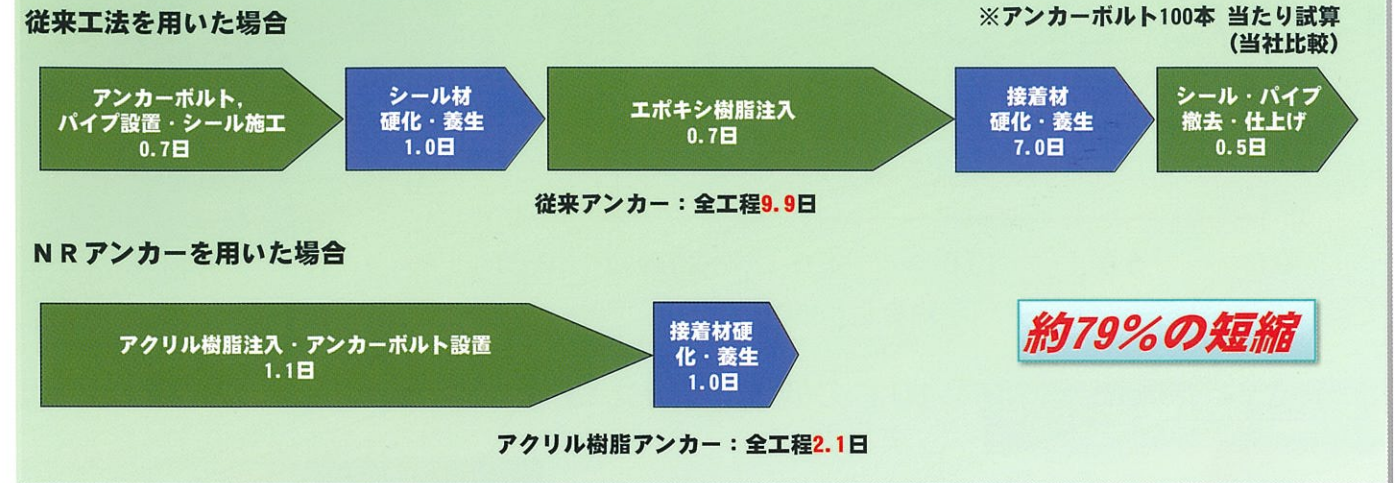 従来工法を用いた場合
※アンカーボルト100本 当たり試算
(当社比較)
アンカーボルト,
パイプ設置・シール施工
0.7日
シール材
硬化・養生
1.0日
エポキシ樹脂注入
0.7日
接着材
硬化・養生
7.0日
シール・パイプ
撤去・仕上げ
0.5日
従来アンカー：全工程9.9日
ＮＲアンカーを用いた場合
アクリル樹脂注入・アンカーボルト設置
1.1日
接着材硬
化・養生
1.0日
約79%の短縮
アクリル樹脂アンカー：全工程2.1日